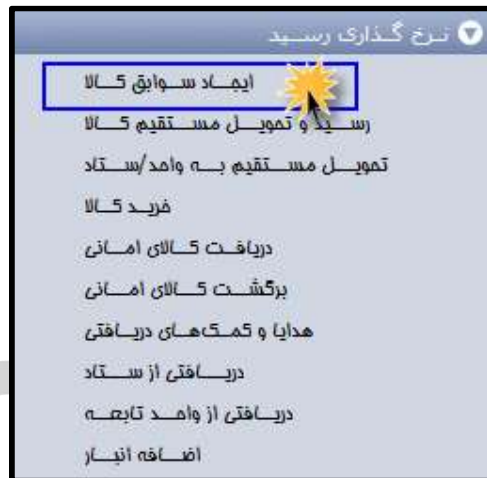 نرخ گذاری رسید
ایجاد سوابق کالا
رسید و تحویل مستقیم کالا
تحویل مستقیم به واحد/ستاد
خرید کالا
دریافت کالای امانی
برگشت کالای امانی
هدایا و کمک‌های دریافتی
دریافتی از ستاد
دریافتی از واحد تابعه
اضافه انبار